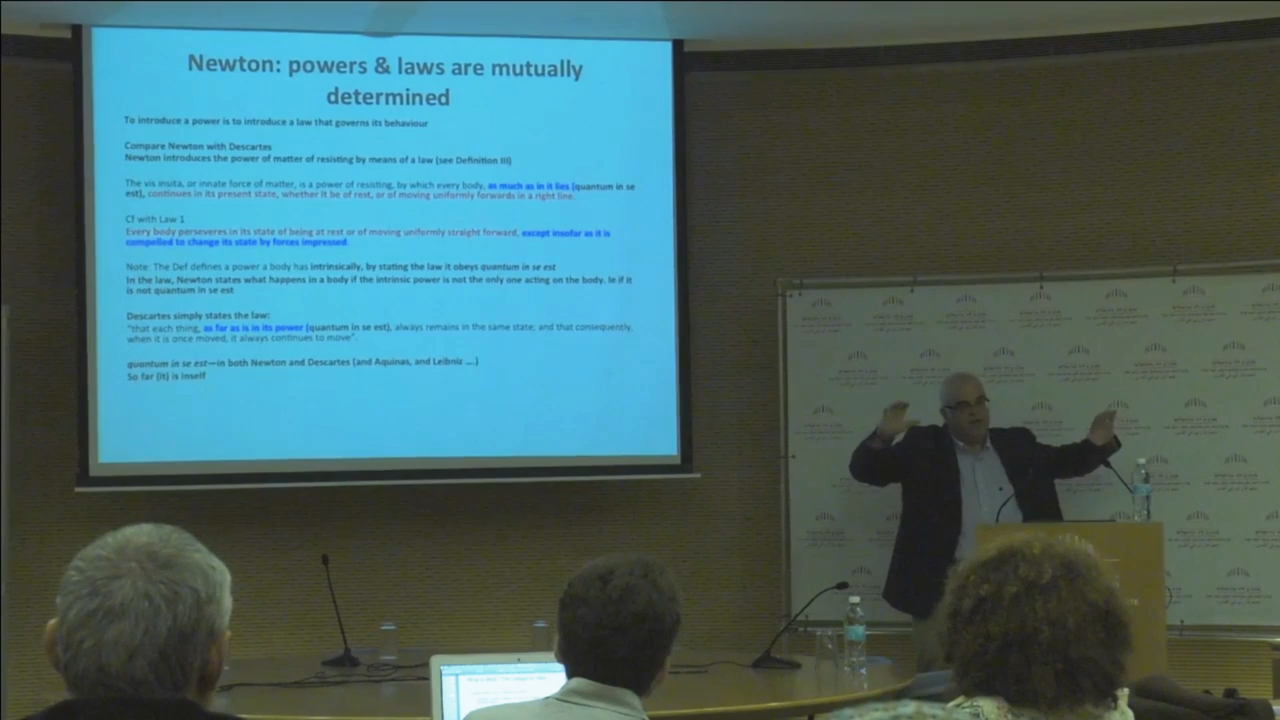 Newton: powers & laws are mutually
determined
To introduce a power is to introduce a law that governs its behaviour
Compare Newton with Descartes
Newton introduces the power of matter of resisting by means of a law (see Definition III)
The vis insita, or innate force of matter, is a power of resisting, by which every body, as much as in it lies (quantum in se
est), continues in its present state, whether it be of rest, or of moving uniformly forwards in a right line.
Cf with Law 1
Every body perseveres in its state of being at rest or of moving uniformly straight forward, except insofar as it is
compelled to change its state by forces impressed.
Note: The Def defines a power a body has intrinsically, by stating the law it obeys quantum in se est
In the law, Newton states what happens in a body if the intrinsic power is not the only one acting on the body. Ie if it
is not quantum in se est
Descartes simply states the law:
"that each thing, as far as is in its power (quantum in se est), always remains in the same state; and that consequently,
when it is once moved, it always continues to move".
quantum in se est—in both Newton and Descartes (and Aquinas, and Leibniz ....)
So far (it) is inself